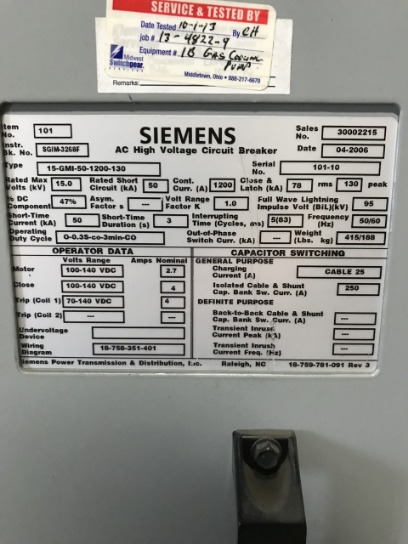 SERVICE & TESTED BY
Date Tested 10-1-13 By CH
Job # 13-4822-9
Equipment # 1B GAS COLUM PUMP
Midwest Switchgear
Middletown, Ohio • 888-217-6679
Remarks:
Item No. 101 SIEMENS Sales No. 30002215
Instr. Bk. No. SGIM-3268F AC High Voltage Circuit Breaker Date 04-2006
Type 15-GMI-50-1200-130 Serial No. 101-10
Rated Max Volts (kV) 15.0 Rated Short Circuit (kA) 50 Cont. Curr. (A) 1200 Close & Latch (kA) 78 rms 130 peak
% DC Component 47% Asym. Factor s --- Volt Range Factor K 1.0 Full Wave Lightning Impulse Volt (BIL)(kV) 95
Short-Time Current (kA) 50 Short-Time Duration (s) 3 Interrupting Time (Cycles, ms) 5(83) Frequency (Hz) 50/60
Operating Duty Cycle O-0.35-co-3min-CO Out-of-Phase Switch Curr. (kA) --- Weight (Lbs. kg) 415/188
OPERATOR DATA
Volts Range Amps Nominal
Motor 100-140 VDC 2.7
Close 100-140 VDC 4
Trip (Coil 1) 70-140 VDC 4
Trip (Coil 2) --- ---
Undervoltage Device
Wiring Diagram 18-758-351-401
CAPACITOR SWITCHING
GENERAL PURPOSE
Charging Current (A) CABLE 25
Isolated Cable & Shunt Cap. Bank Sw. Curr. (A) 250
DEFINITE PURPOSE
Back-to-Back Cable & Shunt Cap. Bank Sw. Curr. (A) ---
Transient Inrush Current Peak (kA) ---
Transient Inrush Current Freq. (Hz) ---
Siemens Power Transmission & Distribution, Inc. Raleigh, NC 18-759-781-091 Rev 3